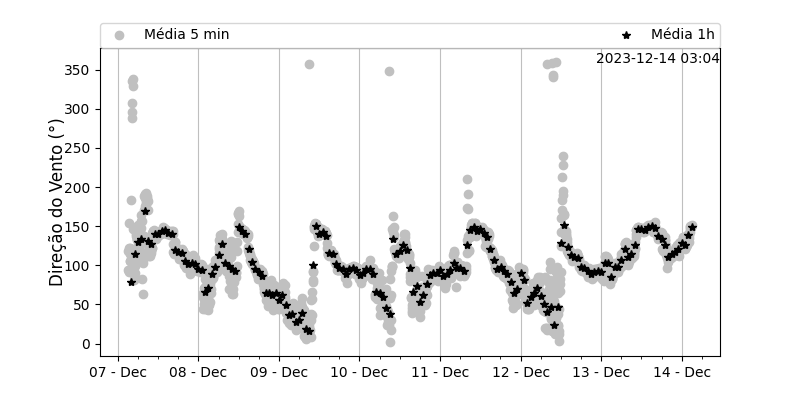 Média 5 min
Média 1h
2023-12-14 03:04
Direção do Vento (°)
350
300
250
200
150
100
50
0
07 - Dec
08 - Dec
09 - Dec
10 - Dec
11 - Dec
12 - Dec
13 - Dec
14 - Dec